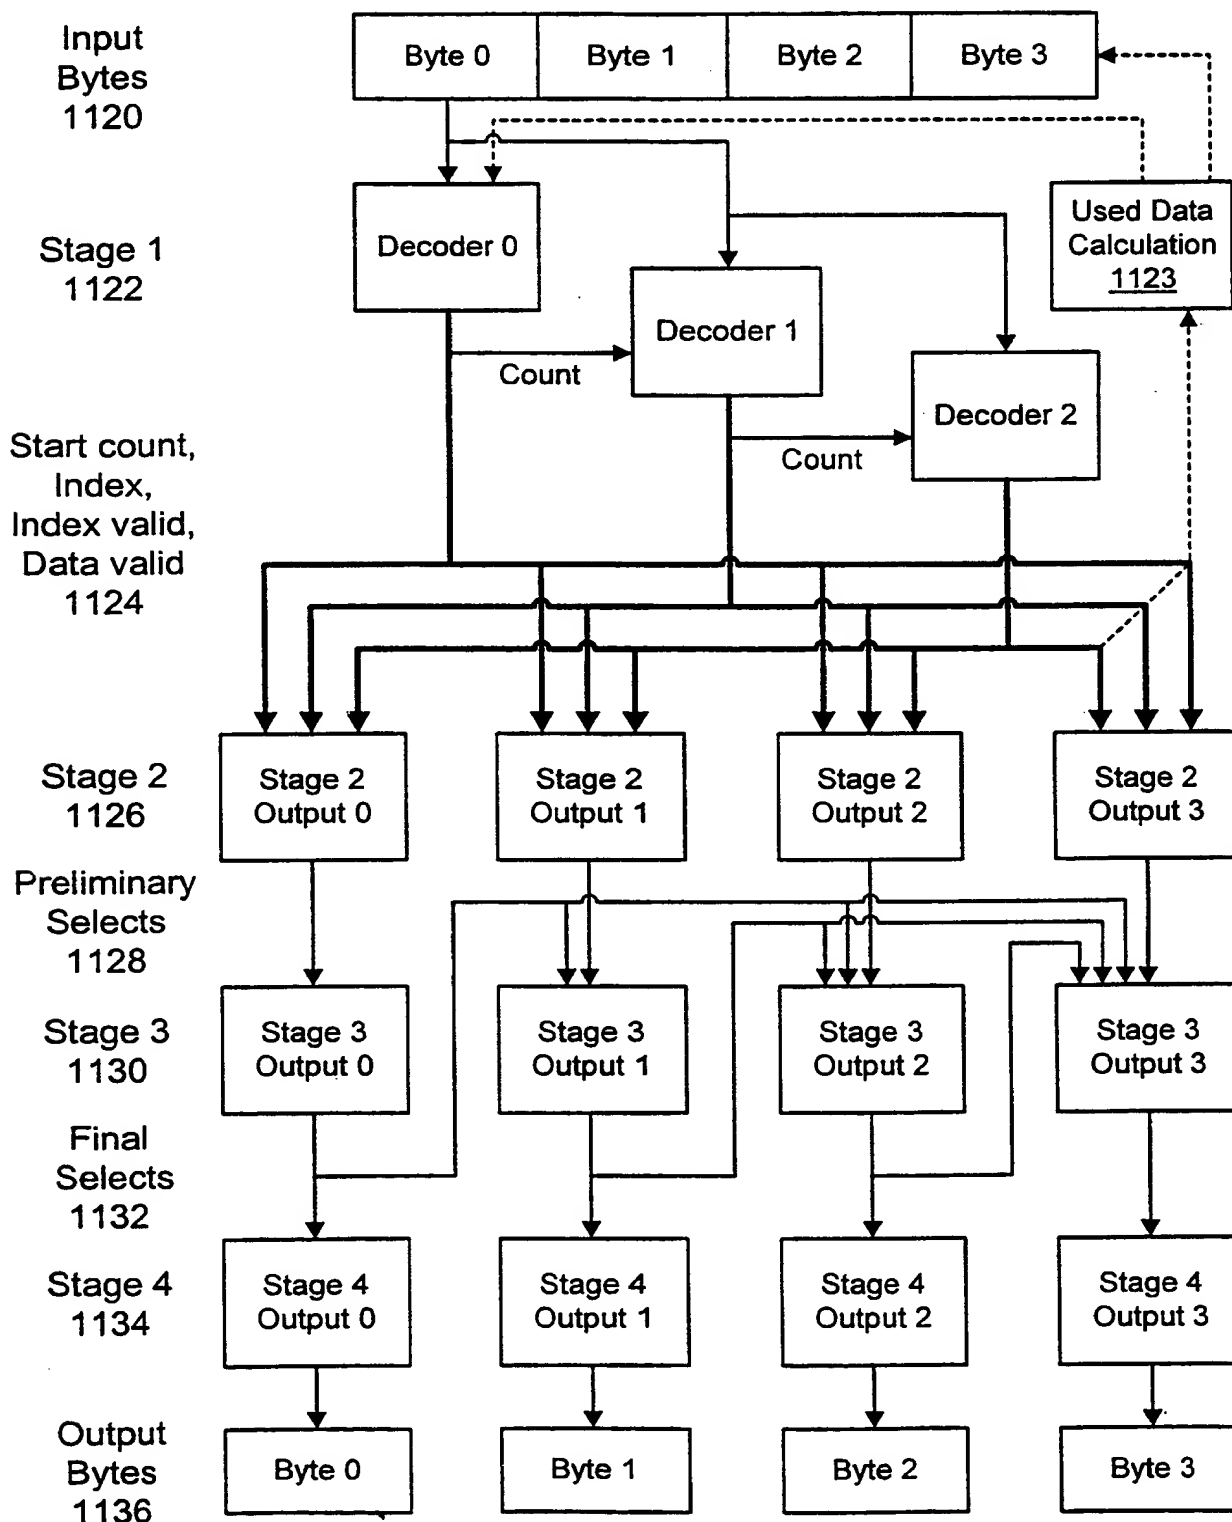 Input
Bytes
1120
Byte 0
Byte 1
Byte 2
Byte 3
Stage 1
1122
Decoder 0
Used Data
Calculation
1123
Decoder 1
Count
Decoder 2
Count
Start count,
Index,
Index valid,
Data valid
1124
Stage 2
1126
Stage 2
Output 0
Stage 2
Output 1
Stage 2
Output 2
Stage 2
Output 3
Preliminary
Selects
1128
Stage 3
1130
Stage 3
Output 0
Stage 3
Output 1
Stage 3
Output 2
Stage 3
Output 3
Final
Selects
1132
Stage 4
1134
Stage 4
Output 0
Stage 4
Output 1
Stage 4
Output 2
Stage 4
Output 3
Output
Bytes
1136
Byte 0
Byte 1
Byte 2
Byte 3